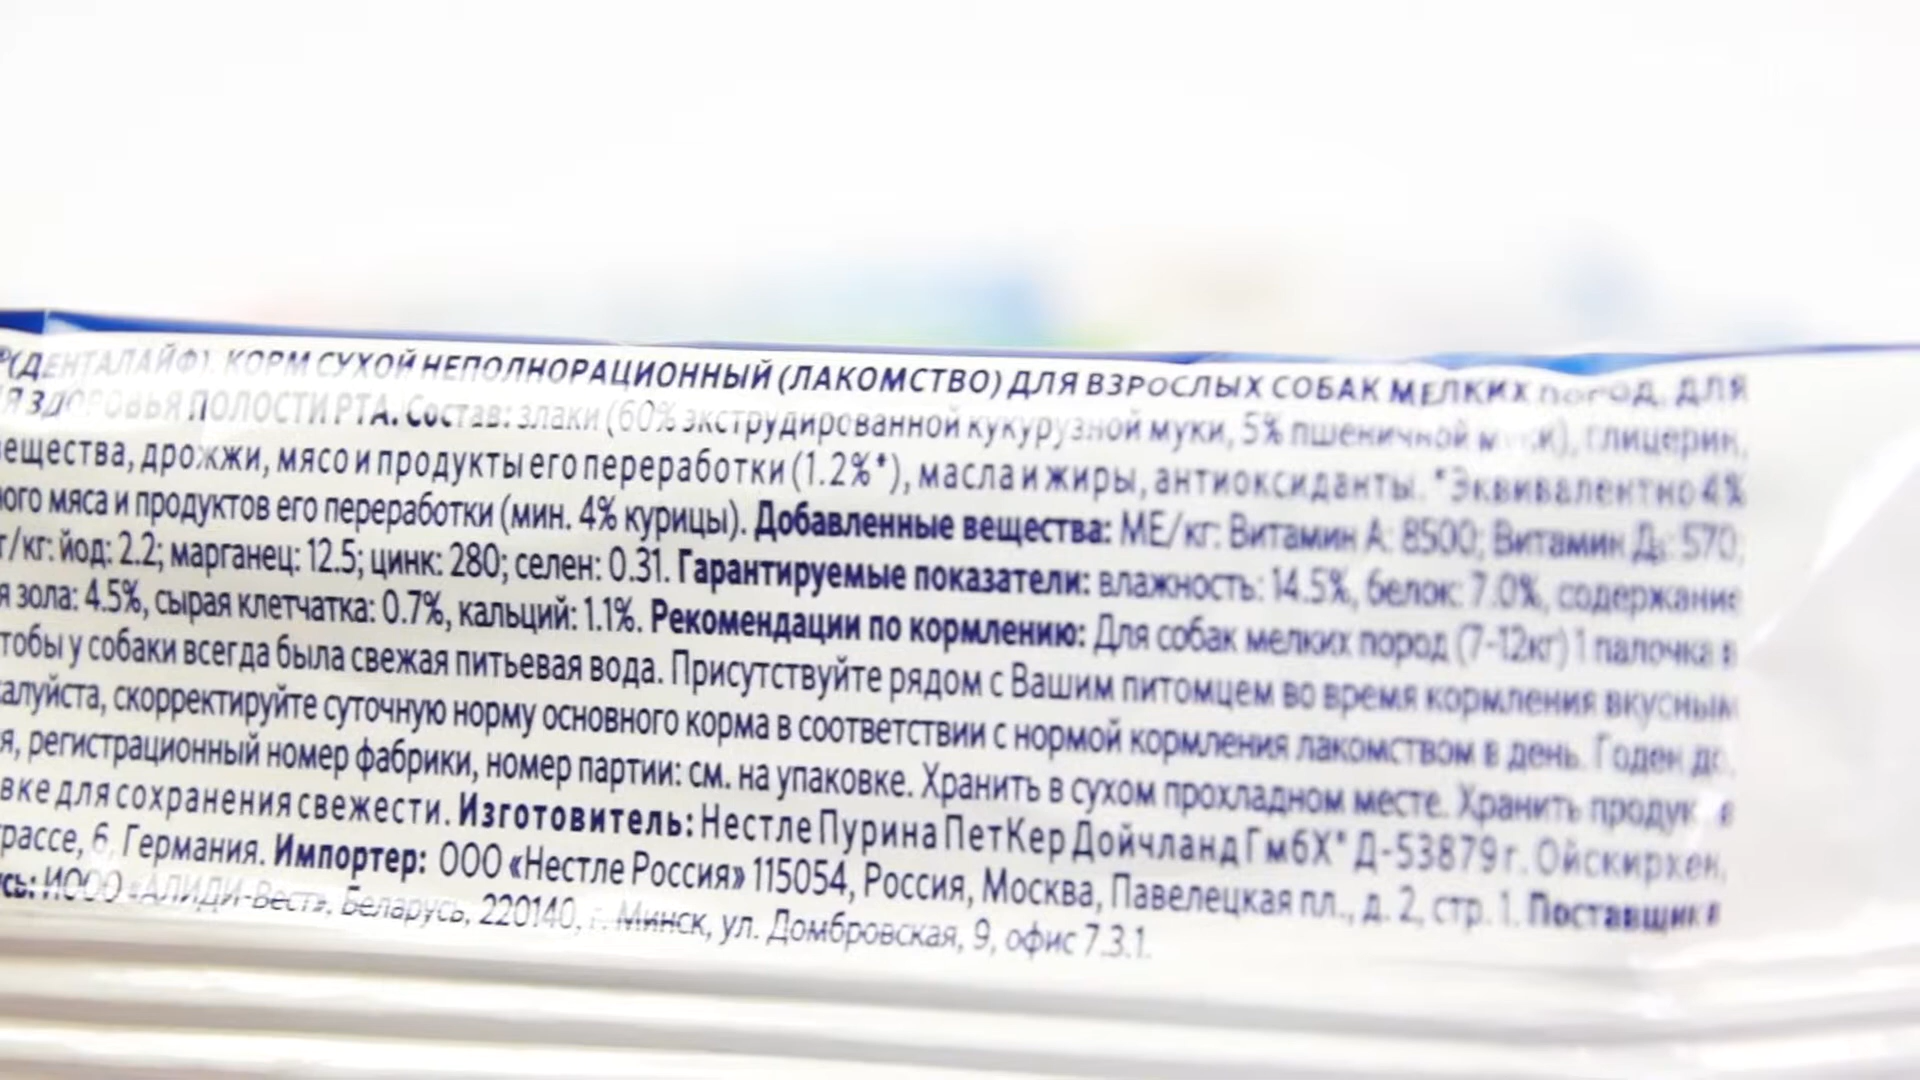 (ДЕНТАЛАЙФ). КОРМ СУХОЙ НЕПОЛНОРАЦИОННЫЙ (ЛАКОМСТВО) ДЛЯ ВЗРОСЛЫХ СОБАК МЕЛКИХ ПОРОД, ДЛЯ
Я ЗДОРОВЬЯ ПОЛОСТИ РТА. Состав: злаки (60% экструдированной кукурузной муки, 5% пшеничной муки), глицерин,
ещества, дрожжи, мясо и продукты его переработки (1.2%*), масла и жиры, антиоксиданты. *Эквивалентно 4%
ого мяса и продуктов его переработки (мин. 4% курицы). Добавленные вещества: МЕ/кг: Витамин А: 8500; Витамин Д₃: 570;
г/кг: йод: 2.2; марганец: 12.5; цинк: 280; селен: 0.31. Гарантируемые показатели: влажность: 14.5%, белок: 7.0%, содержание
я зола: 4.5%, сырая клетчатка: 0.7%, кальций: 1.1%. Рекомендации по кормлению: Для собак мелких пород (7-12кг) 1 палочка в
тобы у собаки всегда была свежая питьевая вода. Присутствуйте рядом с Вашим питомцем во время кормления вкусным
алуйста, скорректируйте суточную норму основного корма в соответствии с нормой кормления лакомством в день. Годен до,
я, регистрационный номер фабрики, номер партии: см. на упаковке. Хранить в сухом прохладном месте. Хранить продукт в
вке для сохранения свежести. Изготовитель: Нестле Пурина ПетКер Дойчланд ГмбХ* Д-53879 г. Ойскирхен,
рассе, 6, Германия. Импортер: ООО «Нестле Россия» 115054, Россия, Москва, Павелецкая пл., д. 2, стр. 1. Поставщик в
сь: ИООО «АЛИДИ-Вест», Беларусь, 220140, г. Минск, ул. Домбровская, 9, офис 7.3.1.